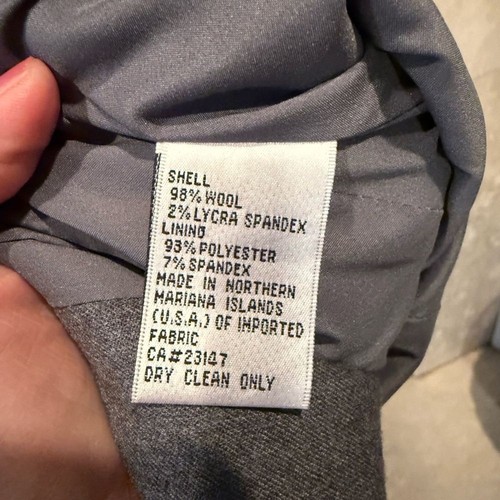 SHELL
98% WOOL
2% LYCRA SPANDEX
LINING
93% POLYESTER
7% SPANDEX
MADE IN NORTHERN
MARIANA ISLANDS
(U.S.A.) OF IMPORTED
FABRIC
CA#23147
DRY CLEAN ONLY